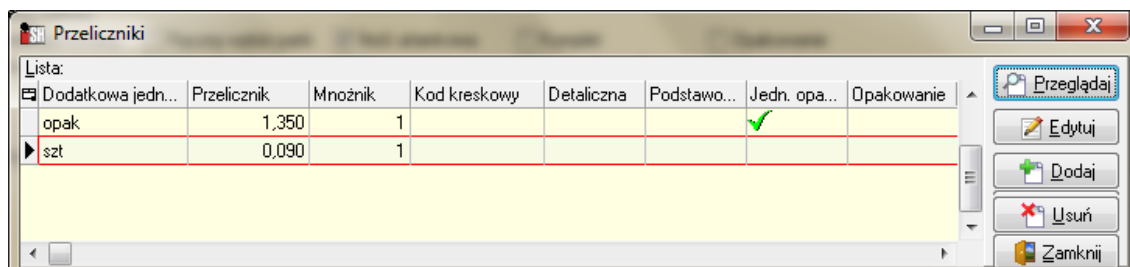 SH Przeliczniki
Lista:
Dodatkowa jedn... Przelicznik Mnożnik Kod kreskowy Detaliczna Podstawo... Jedn. opa... Opakowanie
opak 1,350 1
szt 0,090 1
Przeglądaj
Edytuj
Dodaj
Usuń
Zamknij